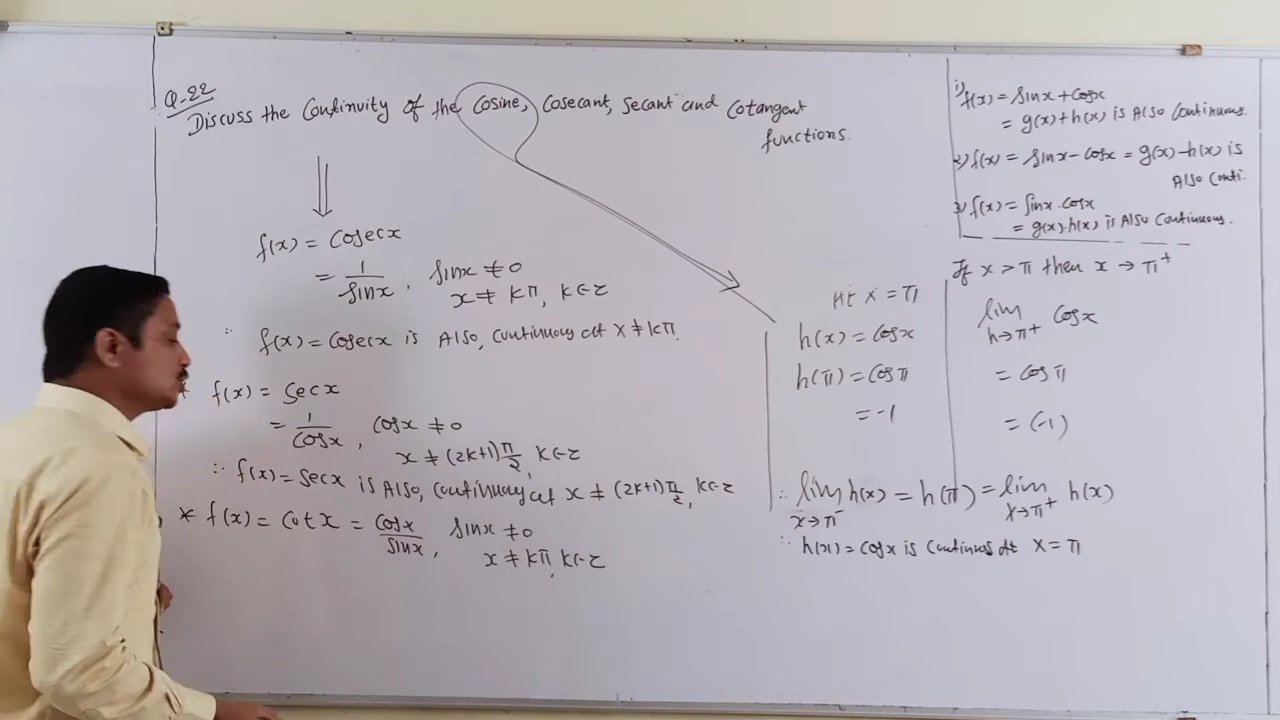 Q-22
Discuss the Continuity of the Cosine, Cosecant, Secant and Cotangent
functions.
f(x) = Cosecx
= 1/sinx, sinx ≠ 0
x ≠ kπ, k∈z
∴ f(x) = Cosecx is Also, Continuous at x ≠ kπ
* f(x) = Secx
= 1/cosx, cosx ≠ 0
x ≠ (2k+1)π/2, k∈z
∴ f(x) = Secx is Also, Continuous at x ≠ (2k+1)π/2, k∈z
* f(x) = Cotx = Cosx/sinx, sinx ≠ 0
x ≠ kπ, k∈z
At x = π
h(x) = cosx
h(π) = cosπ
= -1
1) f(x) = sinx + cosx
= g(x)+h(x) is Also Continuous.
2) f(x) = sinx - cosx = g(x)-h(x) is
Also conti.
3) f(x) = sinx.cosx
= g(x).h(x) is Also Continuous.
If x > π then x → π⁺
lim h→π⁺ cosx
= cosπ
= (-1)
∴ lim x→π⁻ h(x) = h(π) = lim x→π⁺ h(x)
∴ h(x) = cosx is Continuous at x = π